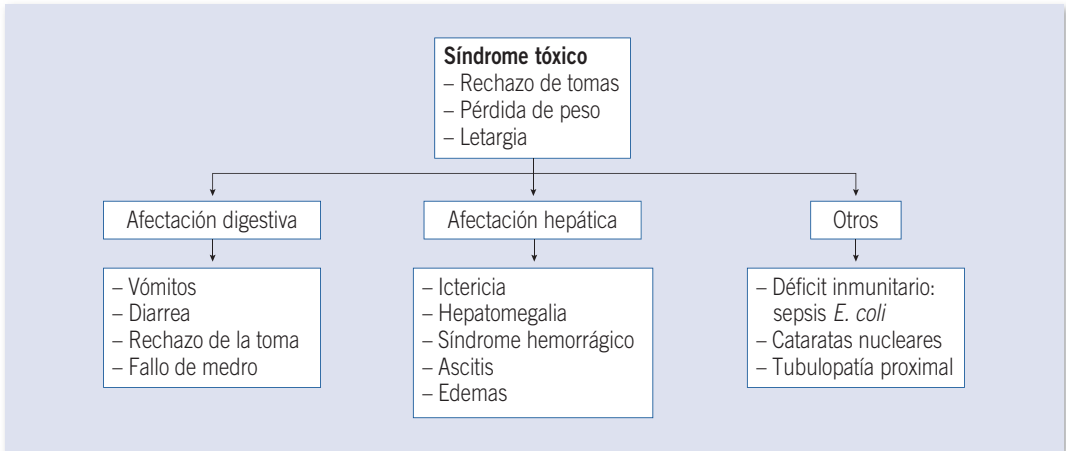 Síndrome tóxico
– Rechazo de tomas
– Pérdida de peso
– Letargia
Afectación digestiva
Afectación hepática
Otros
– Vómitos
– Diarrea
– Rechazo de la toma
– Fallo de medro
– Ictericia
– Hepatomegalia
– Síndrome hemorrágico
– Ascitis
– Edemas
– Déficit inmunitario:
sepsis E. coli
– Cataratas nucleares
– Tubulopatía proximal